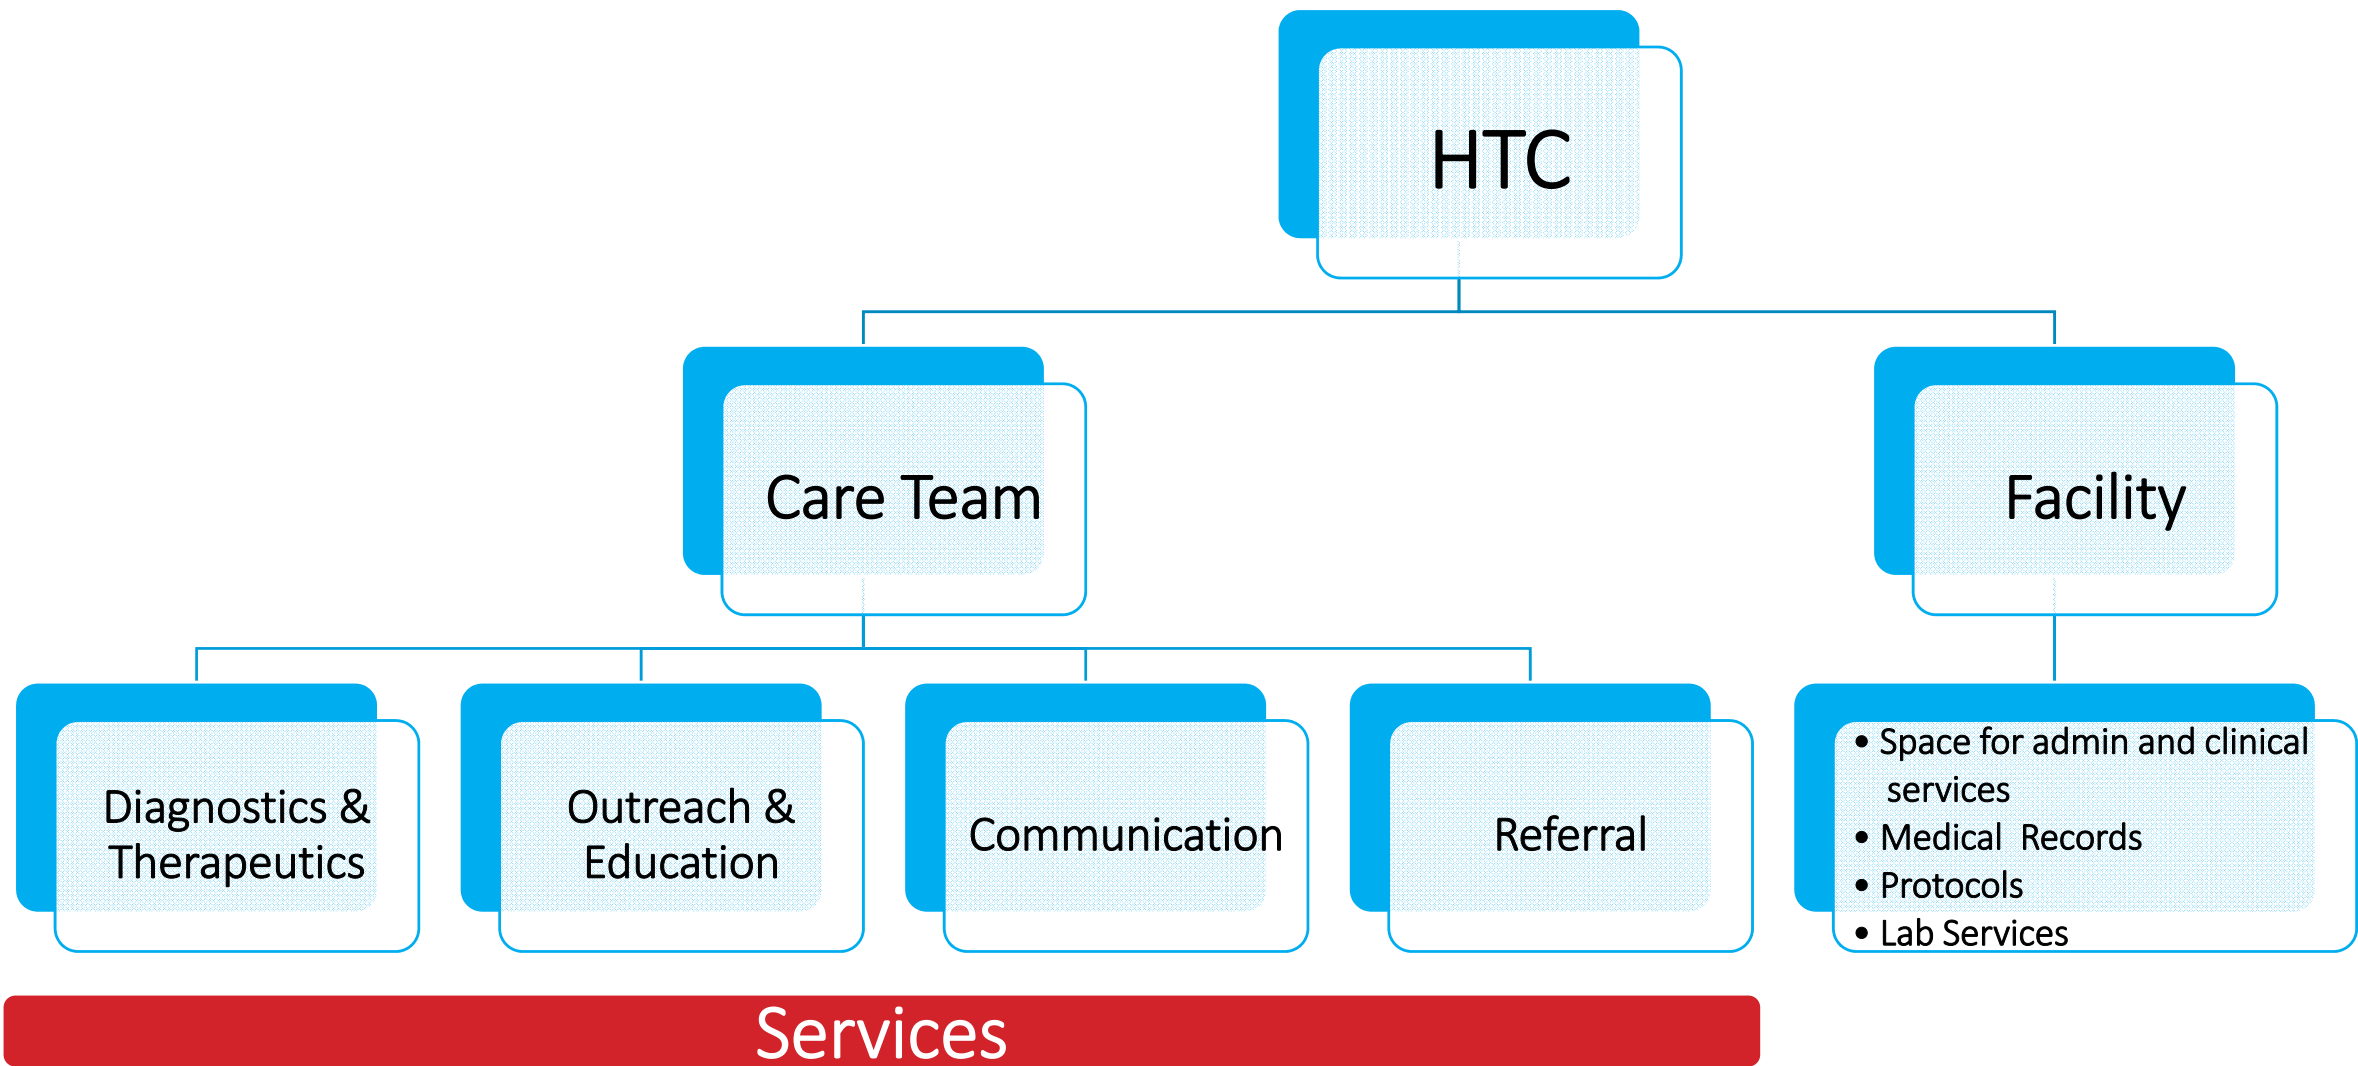 HTC
Care Team
Facility
Diagnostics &
Therapeutics
Outreach &
Education
Communication
Referral
• Space for admin and clinical
services
• Medical Records
• Protocols
• Lab Services
Services